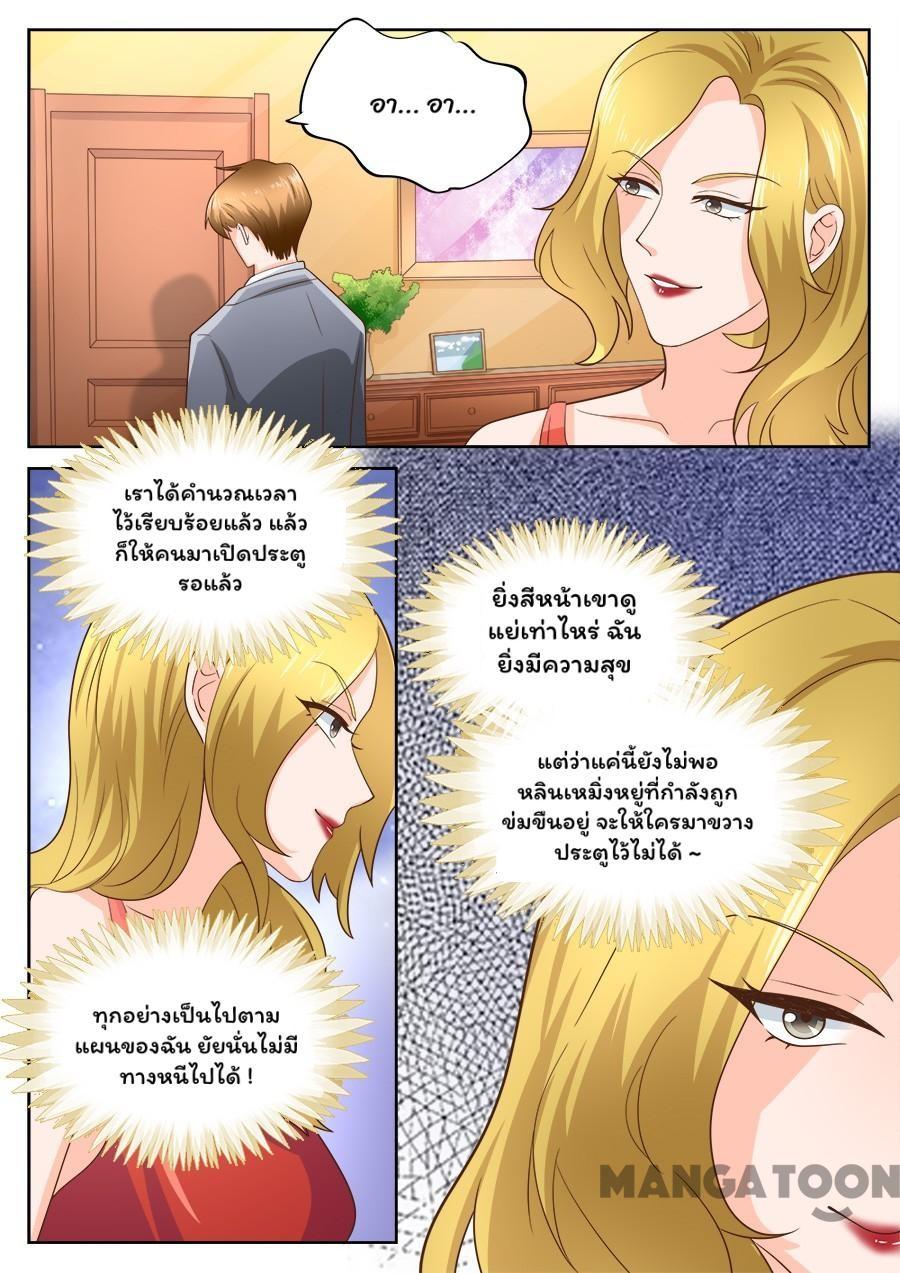 อา... อา...
เราได้คำนวณเวลา
ไว้เรียบร้อยแล้ว แล้ว
ก็ให้คนมาเปิดประตู
รอแล้ว
ยิ่งสีหน้าเขาดู
แย่เท่าไหร่ ฉัน
ยิ่งมีความสุข
แต่ว่าแค่นี้ยังไม่พอ
หลินเหมิ่งหยู่ที่กำลังถูก
ข่มขืนอยู่ จะให้ใครมาขวาง
ประตูไว้ไม่ได้ ~
ทุกอย่างเป็นไปตาม
แผนของฉัน ยัยนั่นไม่มี
ทางหนีไปได้ !
MANGATOON